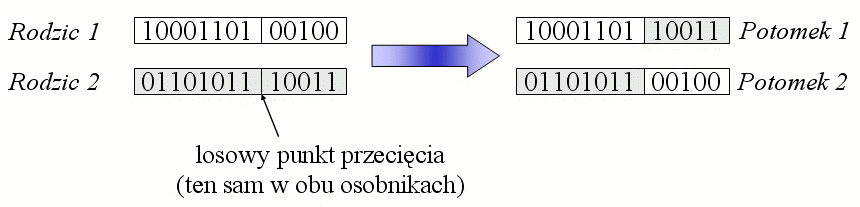 Rodzic 1 10001101 00100 10001101 10011 Potomek 1
Rodzic 2 01101011 10011 01101011 00100 Potomek 2
losowy punkt przecięcia
(ten sam w obu osobnikach)